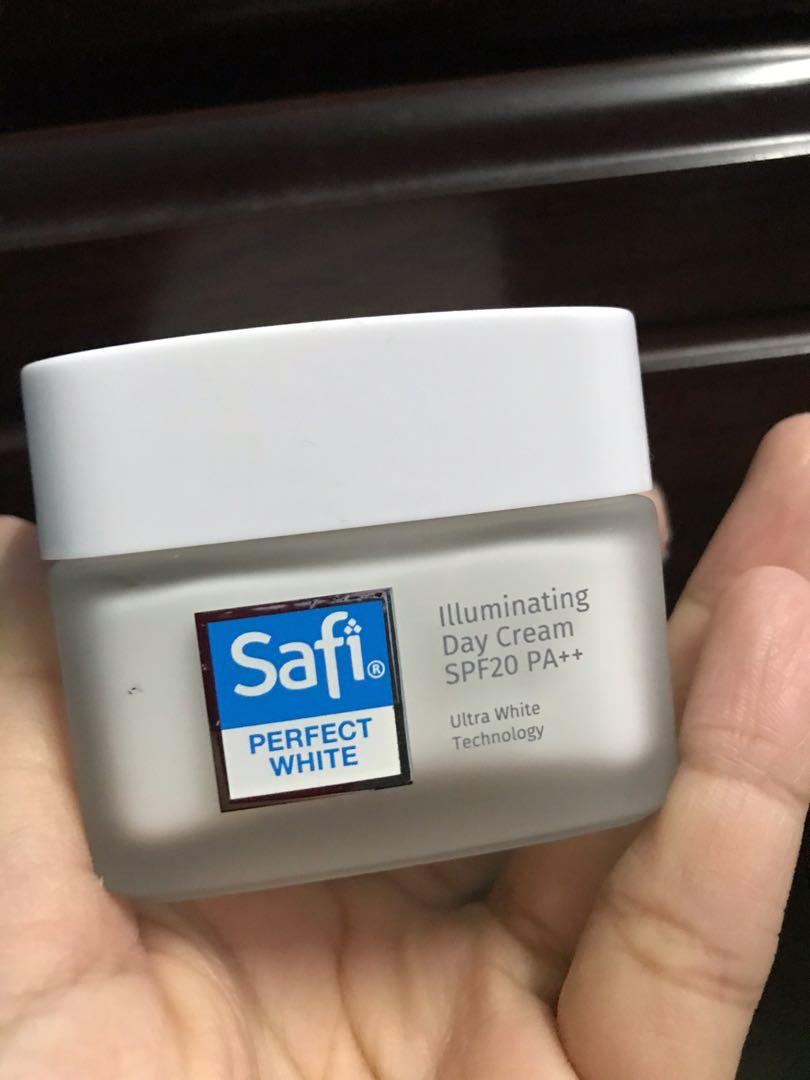 Safi®
PERFECT
WHITE
Illuminating
Day Cream
SPF20 PA++
Ultra White
Technology